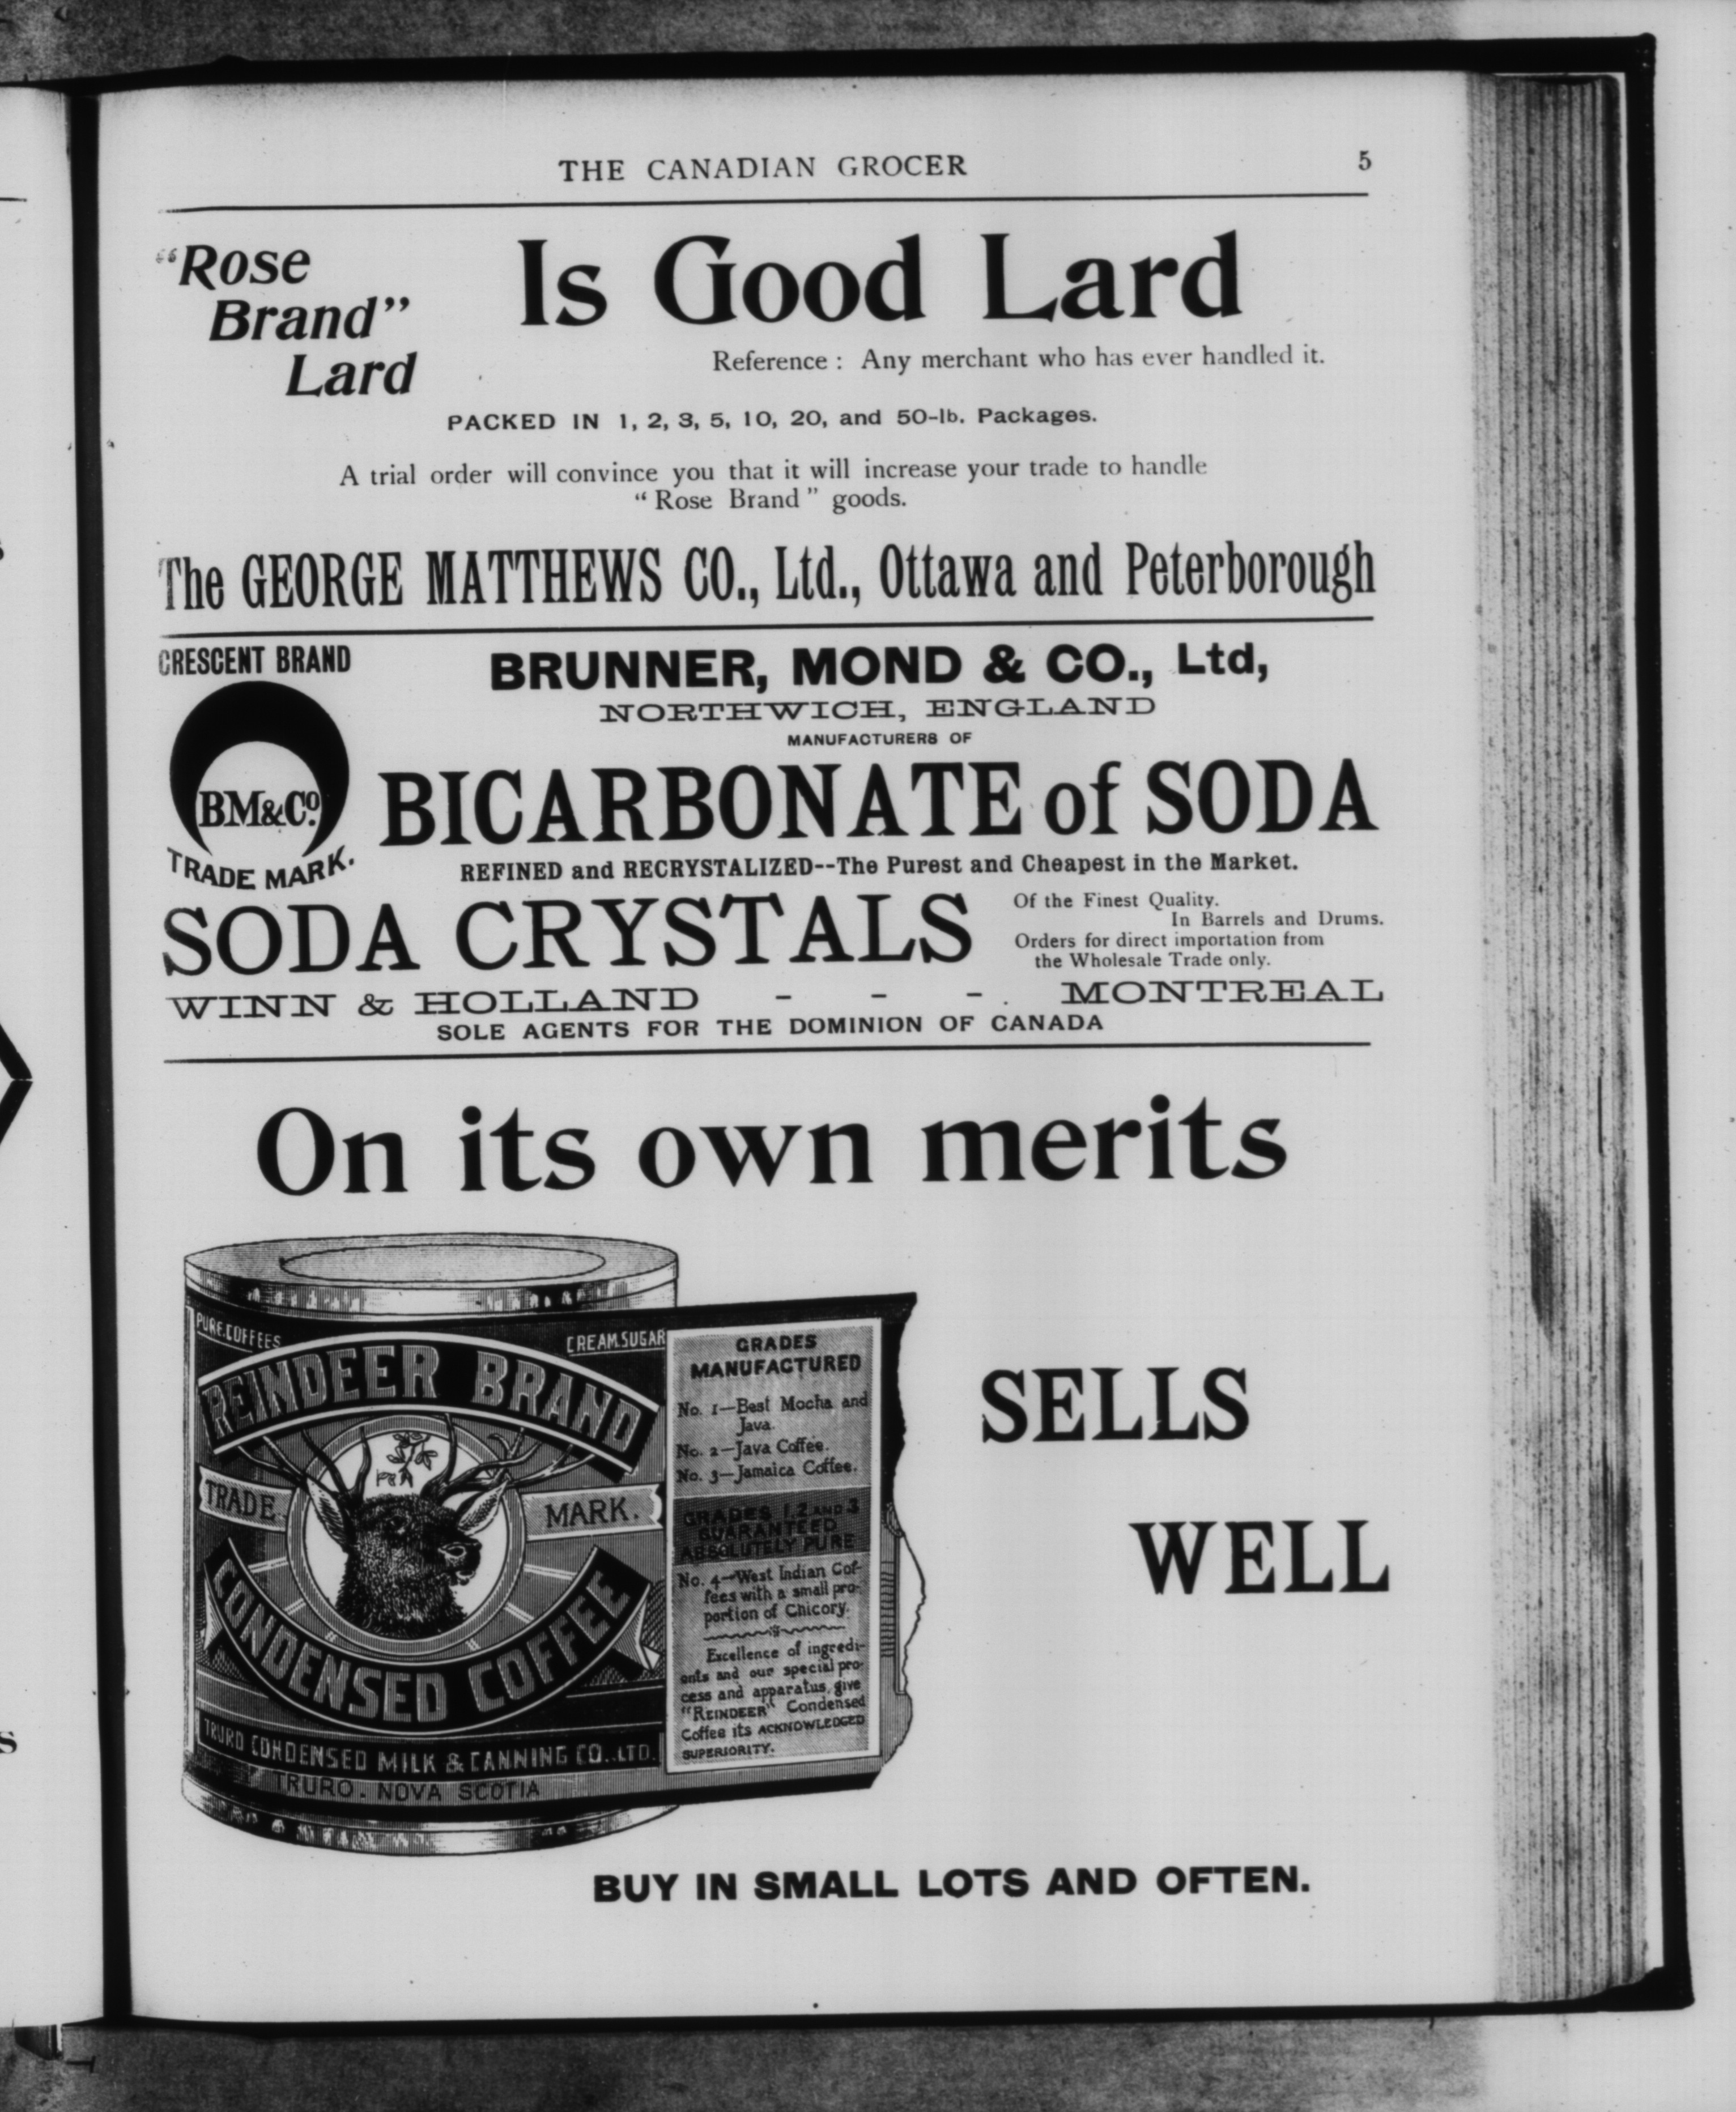 THE CANADIAN GROCER 5
"Rose
Brand"
Lard
Is Good Lard
Reference : Any merchant who has ever handled it.
PACKED IN 1, 2, 3, 5, 10, 20, and 50-lb. Packages.
A trial order will convince you that it will increase your trade to handle
"Rose Brand" goods.
The GEORGE MATTHEWS CO., Ltd., Ottawa and Peterborough
CRESCENT BRAND
BM&Co.
TRADE MARK.
BRUNNER, MOND & CO., Ltd,
NORTHWICH, ENGLAND
MANUFACTURERS OF
BICARBONATE of SODA
REFINED and RECRYSTALIZED--The Purest and Cheapest in the Market.
SODA CRYSTALS
Of the Finest Quality.
In Barrels and Drums.
Orders for direct importation from
the Wholesale Trade only.
WINN & HOLLAND - - - MONTREAL
SOLE AGENTS FOR THE DOMINION OF CANADA
On its own merits
PURE.COFFEES
CREAM.SUGAR
REINDEER BRAND
TRADE MARK.
CONDENSED COFFEE
TRURO CONDENSED MILK & CANNING CO..LTD.
TRURO. NOVA SCOTIA
GRADES
MANUFACTURED
No. 1—Best Mocha and
Java.
No. 2—Java Coffee.
No. 3—Jamaica Coffee.
GRADES 1.2 AND 3
GUARANTEED
ABSOLUTELY PURE
No. 4—West Indian Cof-
fees with a small pro-
portion of Chicory.
Excellence of ingredi-
ents and our special pro-
cess and apparatus, give
"REINDEER" Condensed
Coffee its ACKNOWLEDGED
SUPERIORITY.
SELLS
WELL
BUY IN SMALL LOTS AND OFTEN.